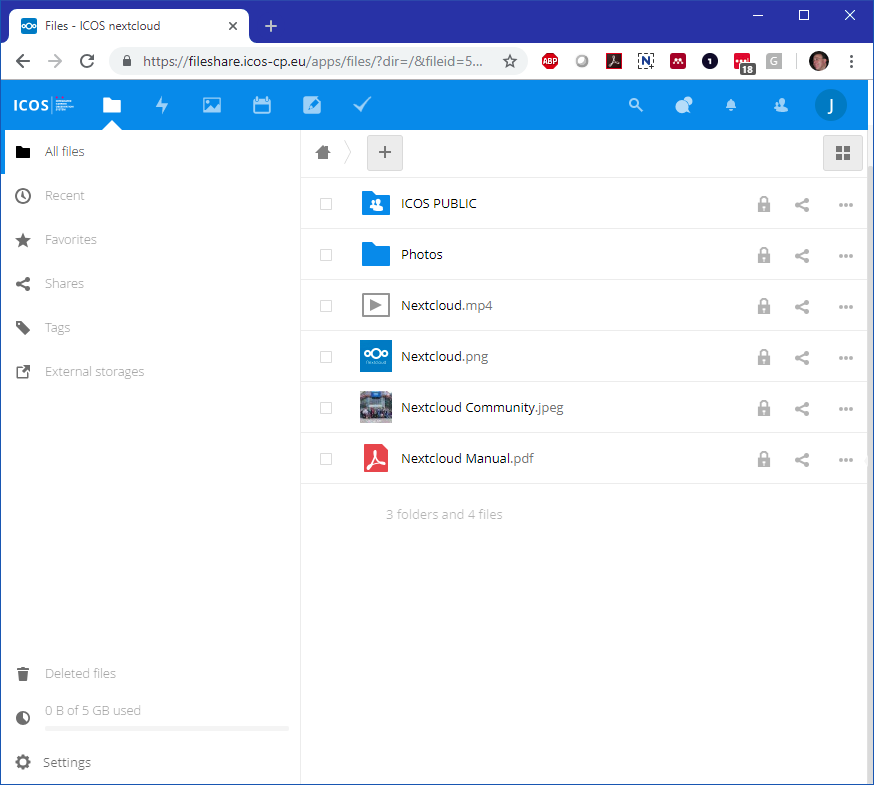 Files - ICOS nextcloud
https://fileshare.icos-cp.eu/apps/files/?dir=/&fileid=5...
ABP
N
1
18
G
ICOS
J
All files
Recent
Favorites
Shares
Tags
External storages
ICOS PUBLIC
Photos
Nextcloud.mp4
Nextcloud.png
Nextcloud Community.jpeg
Nextcloud Manual.pdf
3 folders and 4 files
Deleted files
0 B of 5 GB used
Settings